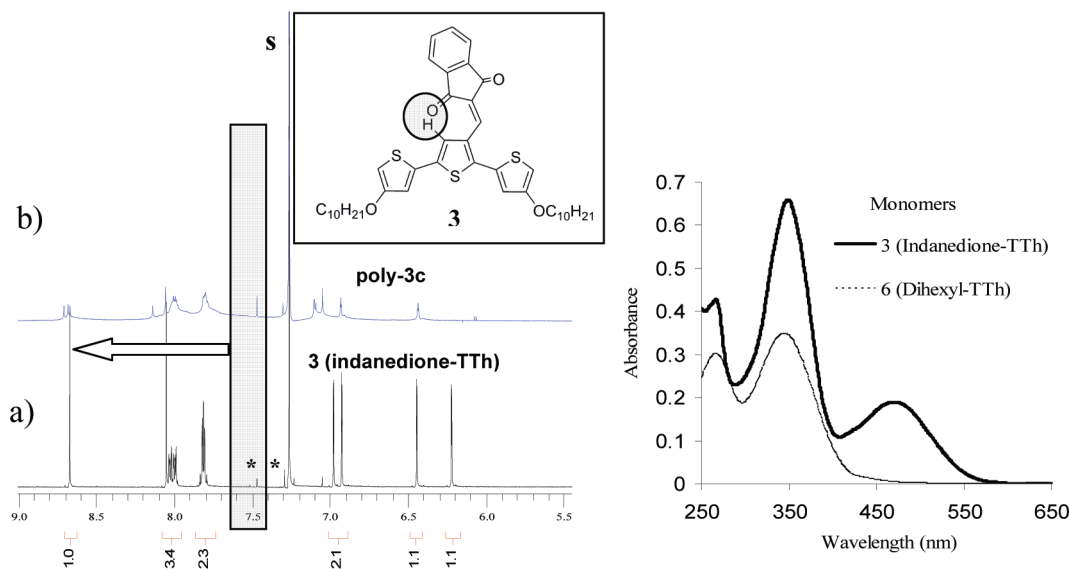 b)
a)
s
O
O
H
S
S
S
C10H21O
OC10H21
3
poly-3c
3 (indanedione-TTh)
* *
9.0 8.5 8.0 7.5 7.0 6.5 6.0 5.5
1.0 3.4 2.3 2.1 1.1 1.1
Monomers
3 (Indanedione-TTh)
6 (Dihexyl-TTh)
Absorbance
0.7
0.6
0.5
0.4
0.3
0.2
0.1
0
250 350 450 550 650
Wavelength (nm)